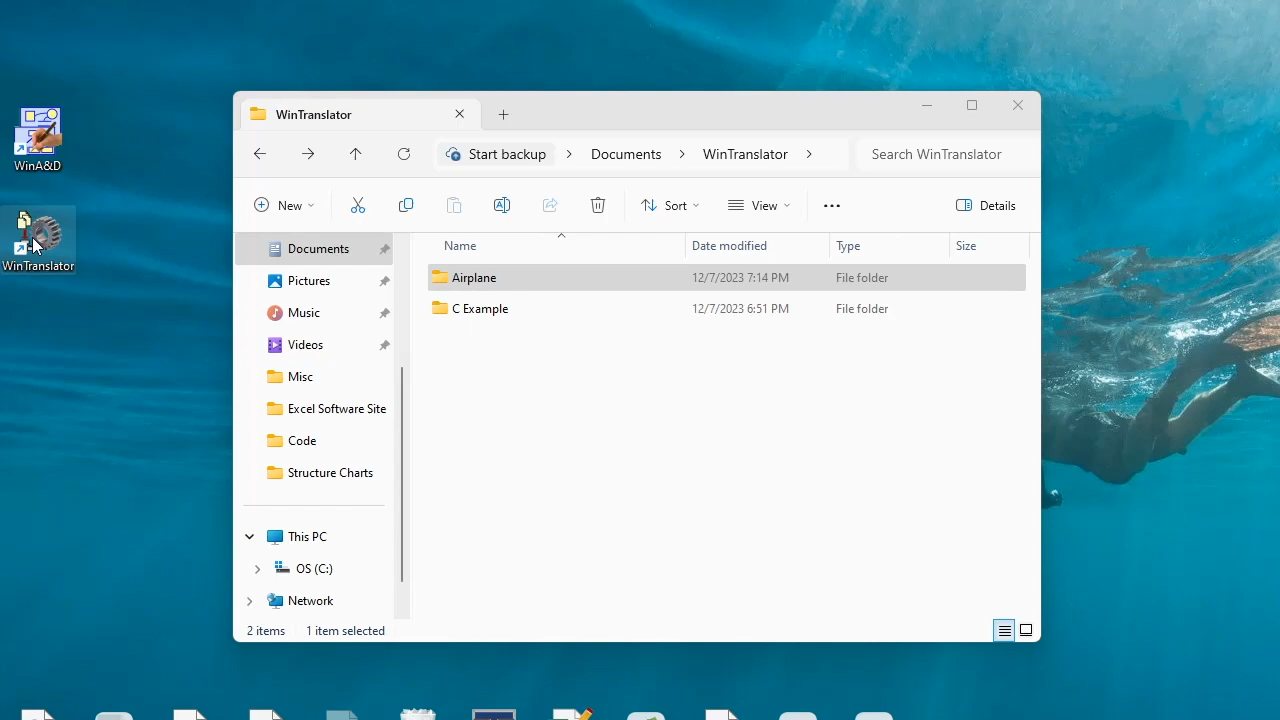 WinA&D
WinTranslator
WinTranslator
Start backup Documents WinTranslator Search WinTranslator
New Sort View Details
Documents
Pictures
Music
Videos
Misc
Excel Software Site
Code
Structure Charts
This PC
OS (C:)
Network
Name Date modified Type Size
Airplane 12/7/2023 7:14 PM File folder
C Example 12/7/2023 6:51 PM File folder
2 items 1 item selected